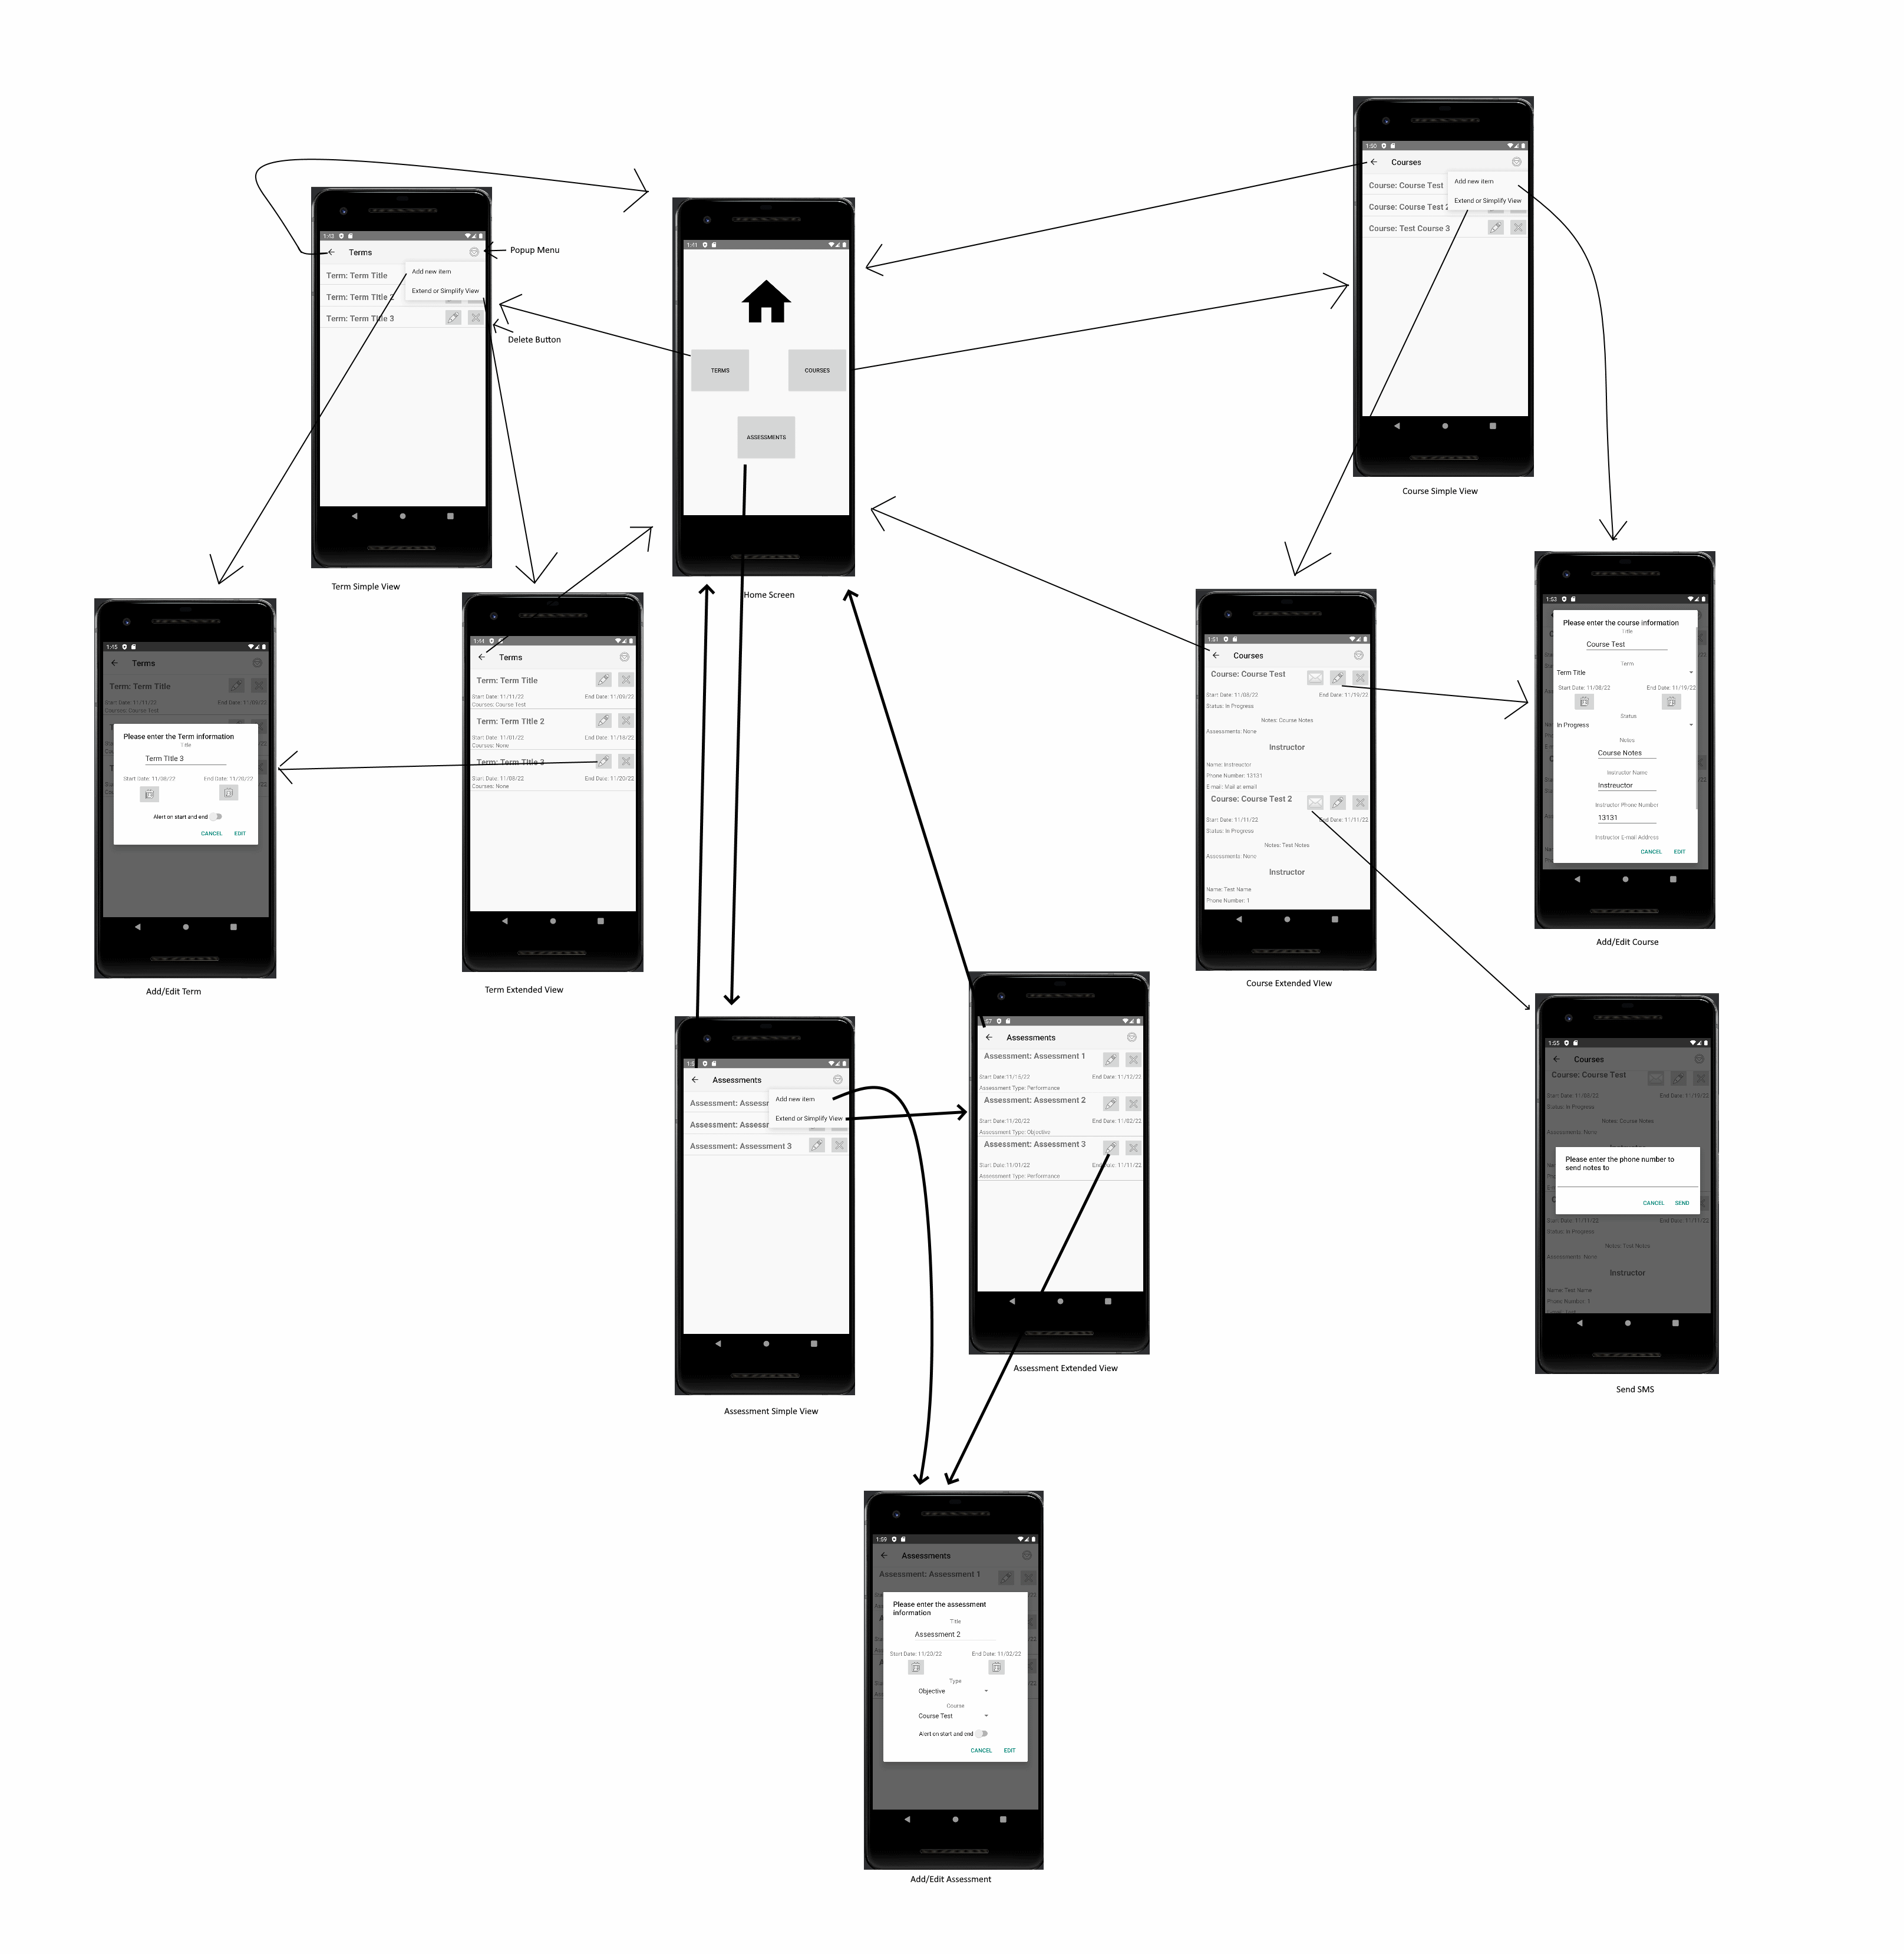 1:43
Terms
Popup Menu
Term: Term Title
Add new item
Term: Term Title 2
Extend or Simplify View
Term: Term Title 3
Delete Button
Term Simple View
1:41
TERMS
COURSES
ASSESSMENTS
Home Screen
1:50
Courses
Add new item
Course: Course Test
Extend or Simplify View
Course: Course Test 2
Course: Test Course 3
Course Simple View
1:45
Terms
Term: Term Title
Start Date: 11/11/22
End Date: 11/09/22
Courses: Course Test
Please enter the Term information
Title
Term Title 3
Start Date: 11/08/22
End Date: 11/20/22
Alert on start and end
CANCEL
EDIT
Add/Edit Term
1:44
Terms
Term: Term Title
Start Date: 11/11/22
End Date: 11/09/22
Courses: Course Test
Term: Term Title 2
Start Date: 11/01/22
End Date: 11/18/22
Courses: None
Term: Term Title 3
Start Date: 11/08/22
End Date: 11/20/22
Courses: None
Term Extended View
1:51
Courses
Course: Course Test
Start Date: 11/08/22
End Date: 11/19/22
Status: In Progress
Notes: Course Notes
Assessments: None
Instructor
Name: Instreuctor
Phone Number: 13131
E-mail: Mail at email
Course: Course Test 2
Start Date: 11/11/22
End Date: 11/11/22
Status: In Progress
Notes: Test Notes
Assessments: None
Instructor
Name: Test Name
Phone Number: 1
Course Extended View
1:53
Please enter the course information
Title
Course Test
Term
Term Title
Start Date: 11/08/22
End Date: 11/19/22
Status
In Progress
Notes
Course Notes
Instructor Name
Instreuctor
Instructor Phone Number
13131
Instructor E-mail Address
CANCEL
EDIT
Add/Edit Course
Assessments
Add new item
Assessment: Assessr
Extend or Simplify View
Assessment: Assessr
Assessment: Assessment 3
Assessment Simple View
:57
Assessments
Assessment: Assessment 1
Start Date:11/15/22
End Date: 11/12/22
Assessment Type: Performance
Assessment: Assessment 2
Start Date:11/20/22
End Date: 11/02/22
Assessment Type: Objective
Assessment: Assessment 3
Start Date:11/01/22
End Date: 11/11/22
Assessment Type: Performance
Assessment Extended View
1:55
Courses
Course: Course Test
Start Date: 11/08/22
End Date: 11/19/22
Status: In Progress
Notes: Course Notes
Assessments: None
Please enter the phone number to
send notes to
CANCEL
SEND
Start Date: 11/11/22
End Date: 11/11/22
Status: In Progress
Notes: Test Notes
Assessments: None
Instructor
Name: Test Name
Phone Number: 1
Send SMS
1:59
Assessments
Assessment: Assessment 1
Please enter the assessment
information
Title
Assessment 2
Start Date: 11/20/22
End Date: 11/02/22
Type
Objective
Course
Course Test
Alert on start and end
CANCEL
EDIT
Add/Edit Assessment